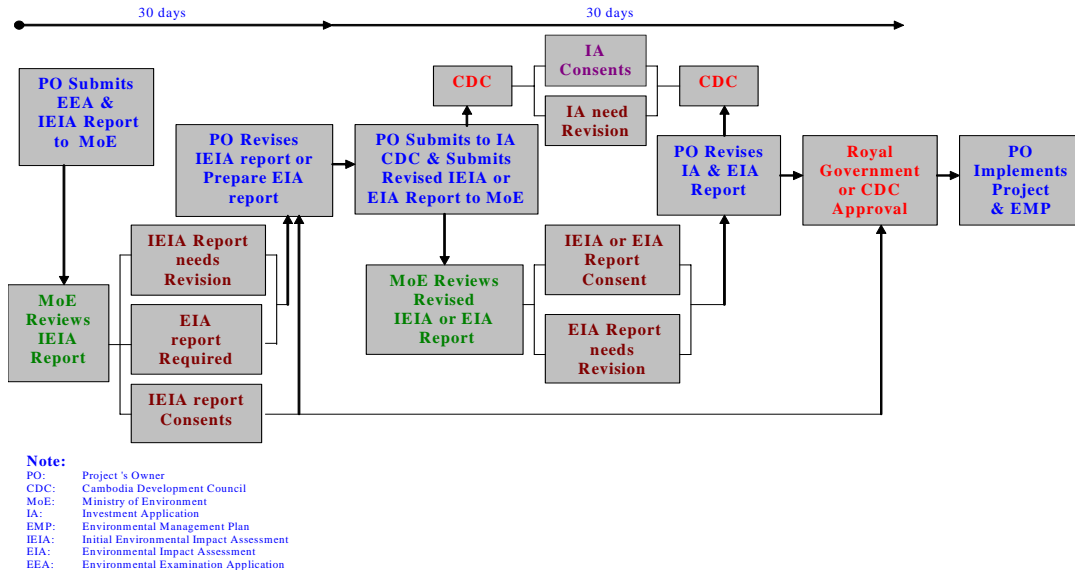 30 days
30 days
PO Submits
EEA &
IEIA Report
to MoE
MoE
Reviews
IEIA
Report
IEIA Report
needs
Revision
EIA
report
Required
IEIA report
Consents
PO Revises
IEIA report or
Prepare EIA
report
CDC
IA
Consents
IA need
Revision
CDC
PO Submits to IA
CDC & Submits
Revised IEIA or
EIA Report to MoE
MoE Reviews
Revised
IEIA or EIA
Report
IEIA or EIA
Report
Consent
EIA Report
needs
Revision
PO Revises
IA & EIA
Report
Royal
Government
or CDC
Approval
PO
Implements
Project
& EMP
Note:
PO: Project 's Owner
CDC: Cambodia Development Council
MoE: Ministry of Environment
IA: Investment Application
EMP: Environmental Management Plan
IEIA: Initial Environmental Impact Assessment
EIA: Environmental Impact Assessment
EEA: Environmental Examination Application